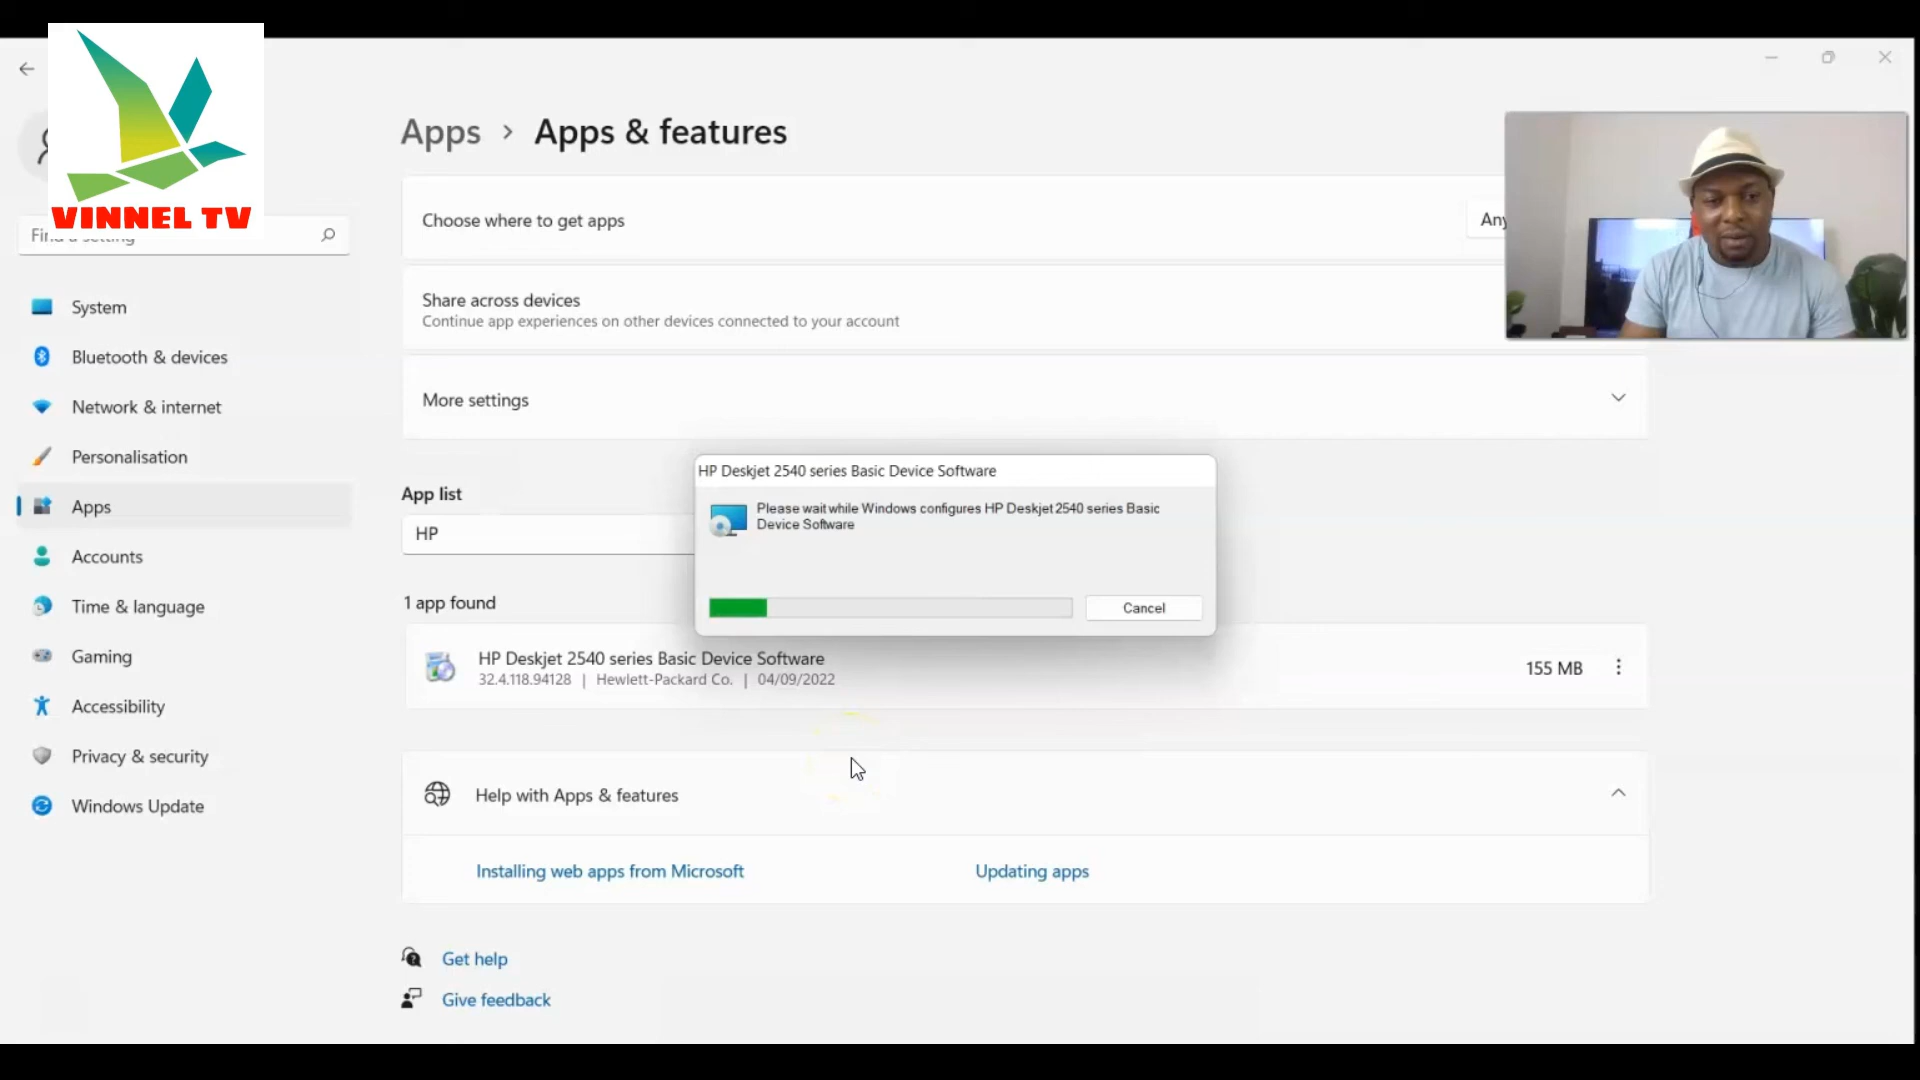 VINNEL TV
Find a setting
System
Bluetooth & devices
Network & internet
Personalisation
Apps
Accounts
Time & language
Gaming
Accessibility
Privacy & security
Windows Update
Apps > Apps & features
Choose where to get apps
Any
Share across devices
Continue app experiences on other devices connected to your account
More settings
App list
HP
1 app found
HP Deskjet 2540 series Basic Device Software
Please wait while Windows configures HP Deskjet 2540 series Basic
Device Software
Cancel
HP Deskjet 2540 series Basic Device Software
155 MB
32.4.118.94128 | Hewlett-Packard Co. | 04/09/2022
Help with Apps & features
Installing web apps from Microsoft
Updating apps
Get help
Give feedback